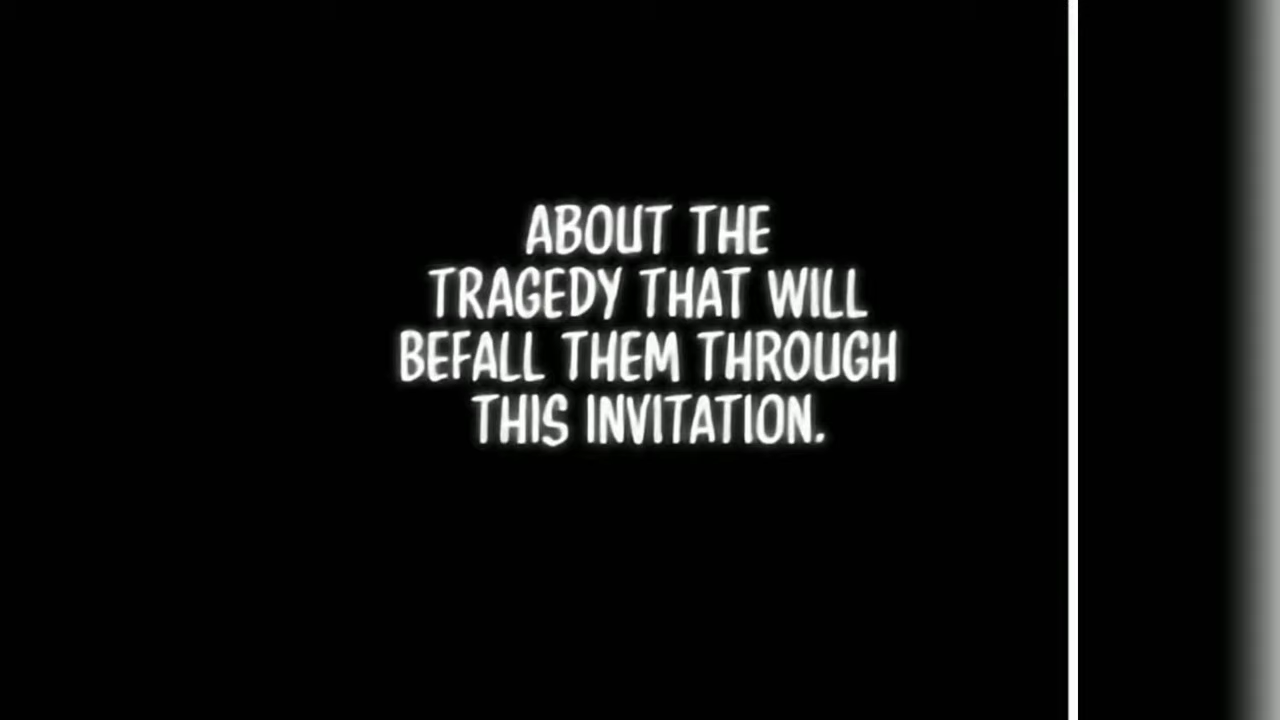 ABOUT THE
TRAGEDY THAT WILL
BEFALL THEM THROUGH
THIS INVITATION.